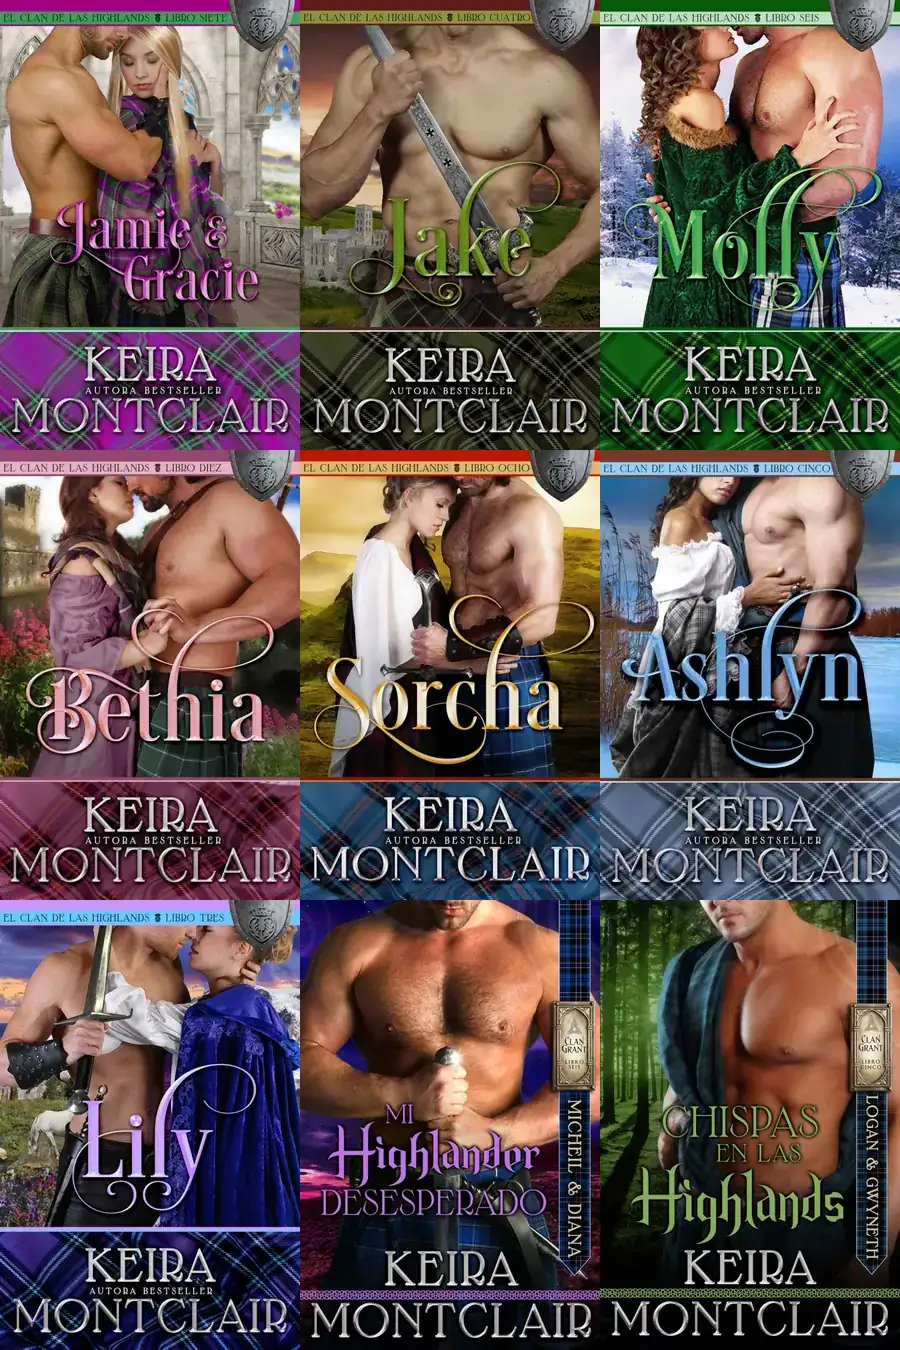 EL CLAN DE LAS HIGHLANDS LIBRO SIETE
Jamie &
Gracie
KEIRA
AUTORA BESTSELLER
MONTCLAIR
EL CLAN DE LAS HIGHLANDS LIBRO CUATRO
Jake
KEIRA
AUTORA BESTSELLER
MONTCLAIR
EL CLAN DE LAS HIGHLANDS LIBRO SEIS
Molly
KEIRA
AUTORA BESTSELLER
MONTCLAIR
EL CLAN DE LAS HIGHLANDS LIBRO DIEZ
Bethia
KEIRA
AUTORA BESTSELLER
MONTCLAIR
EL CLAN DE LAS HIGHLANDS LIBRO OCHO
Sorcha
KEIRA
AUTORA BESTSELLER
MONTCLAIR
EL CLAN DE LAS HIGHLANDS LIBRO CINCO
Ashlyn
KEIRA
AUTORA BESTSELLER
MONTCLAIR
EL CLAN DE LAS HIGHLANDS LIBRO TRES
Lily
KEIRA
AUTORA BESTSELLER
MONTCLAIR
CLAN
GRANT
LIBRO
SEIS
MICHEIL & DIANA
MI
Highlander
DESESPERADO
KEIRA
MONTCLAIR
CLAN
GRANT
LIBRO
CINCO
LOGAN & GWYNETH
CHISPAS
EN LAS
Highlands
KEIRA
MONTCLAIR